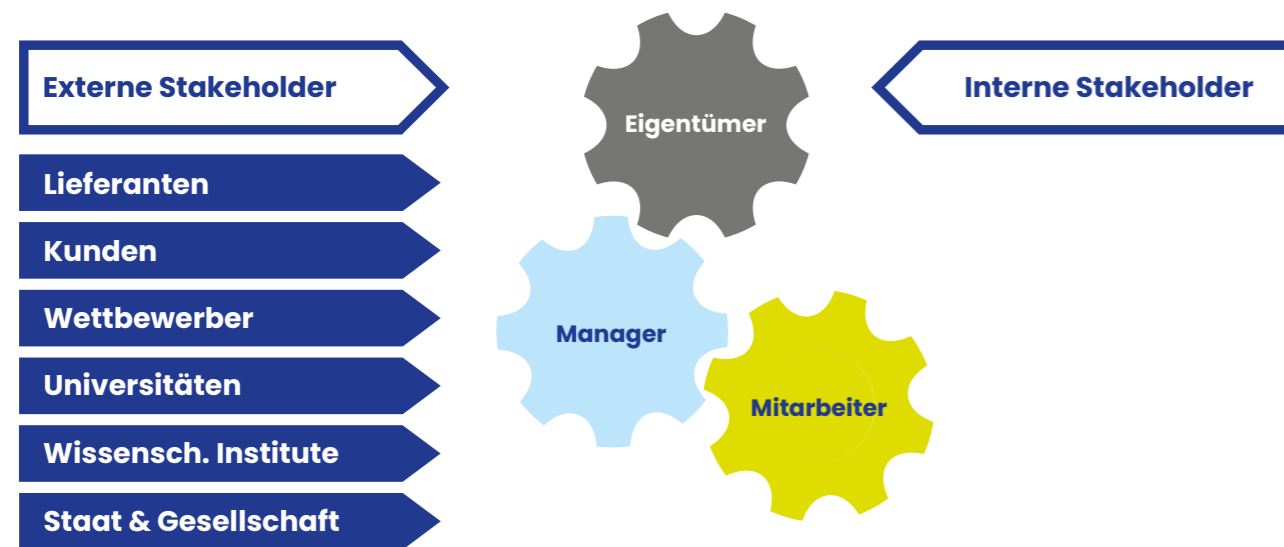 Externe Stakeholder
Lieferanten
Kunden
Wettbewerber
Universitäten
Wissensch. Institute
Staat & Gesellschaft
Eigentümer
Manager
Mitarbeiter
Interne Stakeholder